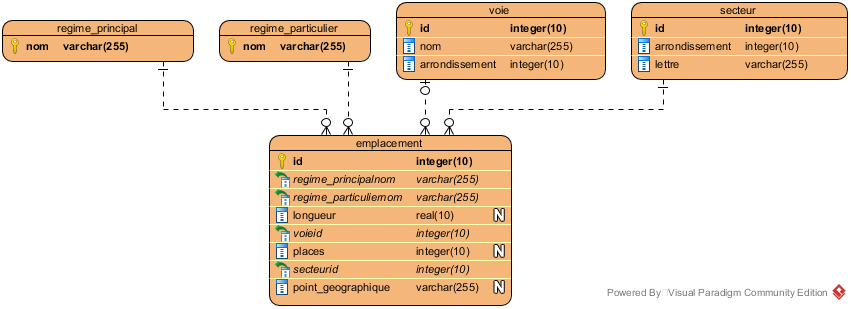 regime_principal
nom varchar(255)
regime_particulier
nom varchar(255)
voie
id integer(10)
nom varchar(255)
arrondissement integer(10)
secteur
id integer(10)
arrondissement integer(10)
lettre varchar(255)
emplacement
id integer(10)
regime_principalnom varchar(255)
regime_particuliernom varchar(255)
longueur real(10) N
voieid integer(10)
places integer(10) N
secteurid integer(10)
point_geographique varchar(255) N
Powered By Visual Paradigm Community Edition